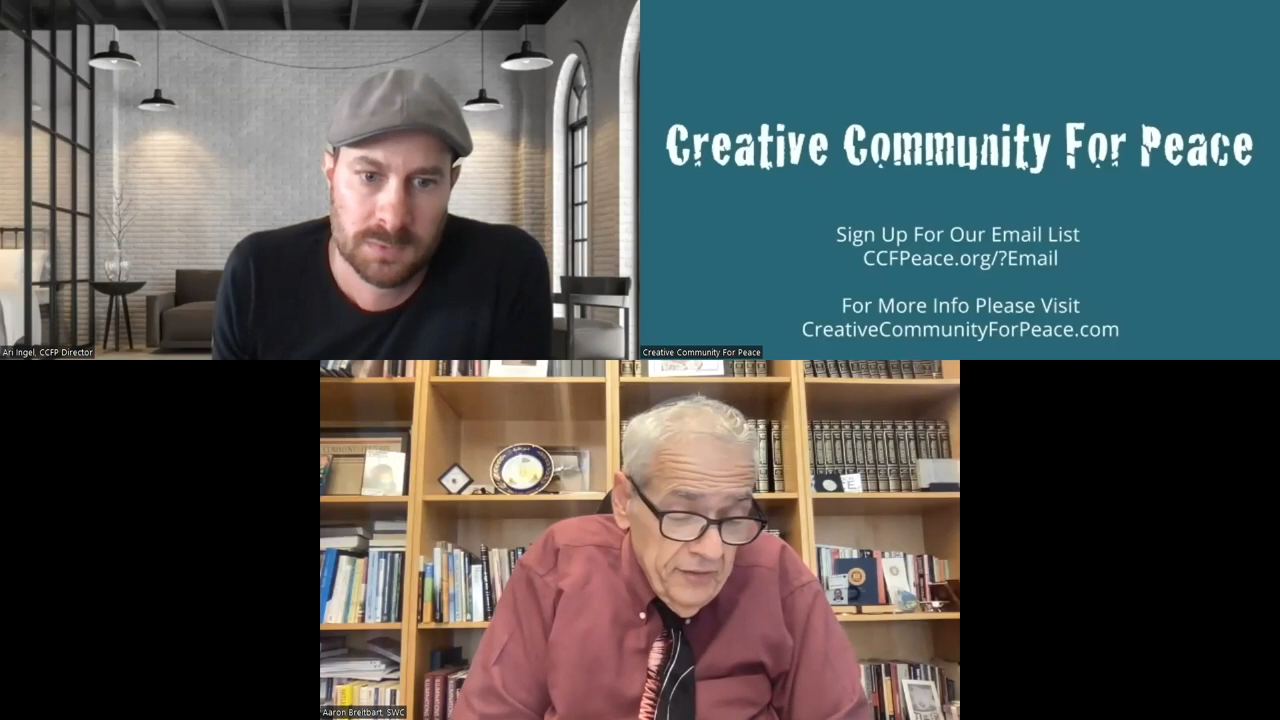 Creative Community For Peace
Sign Up For Our Email List
CCFPeace.org/?Email
For More Info Please Visit
CreativeCommunityForPeace.com
Ari Ingel, CCFP Director
Creative Community For Peace
Aaron Breitbart, SWC